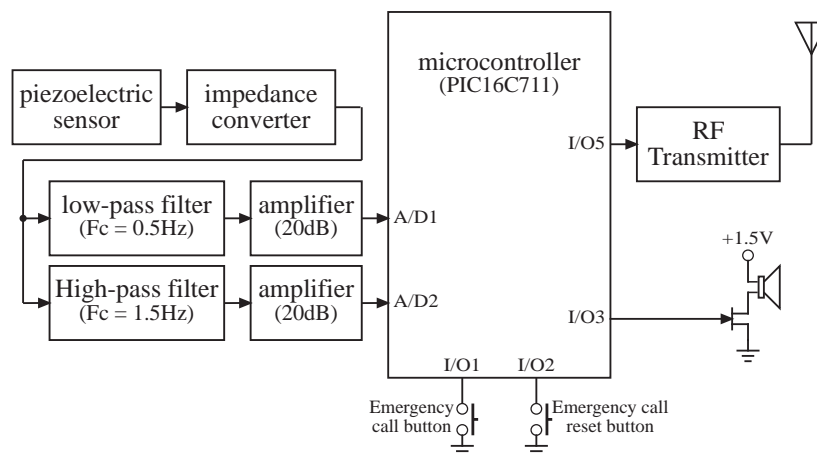 microcontroller
(PIC16C711)
piezoelectric
sensor
impedance
converter
I/O5
RF
Transmitter
low-pass filter
(Fc = 0.5Hz)
amplifier
(20dB)
A/D1
+1.5V
High-pass filter
(Fc = 1.5Hz)
amplifier
(20dB)
A/D2
I/O3
I/O1
I/O2
Emergency
call button
Emergency call
reset button